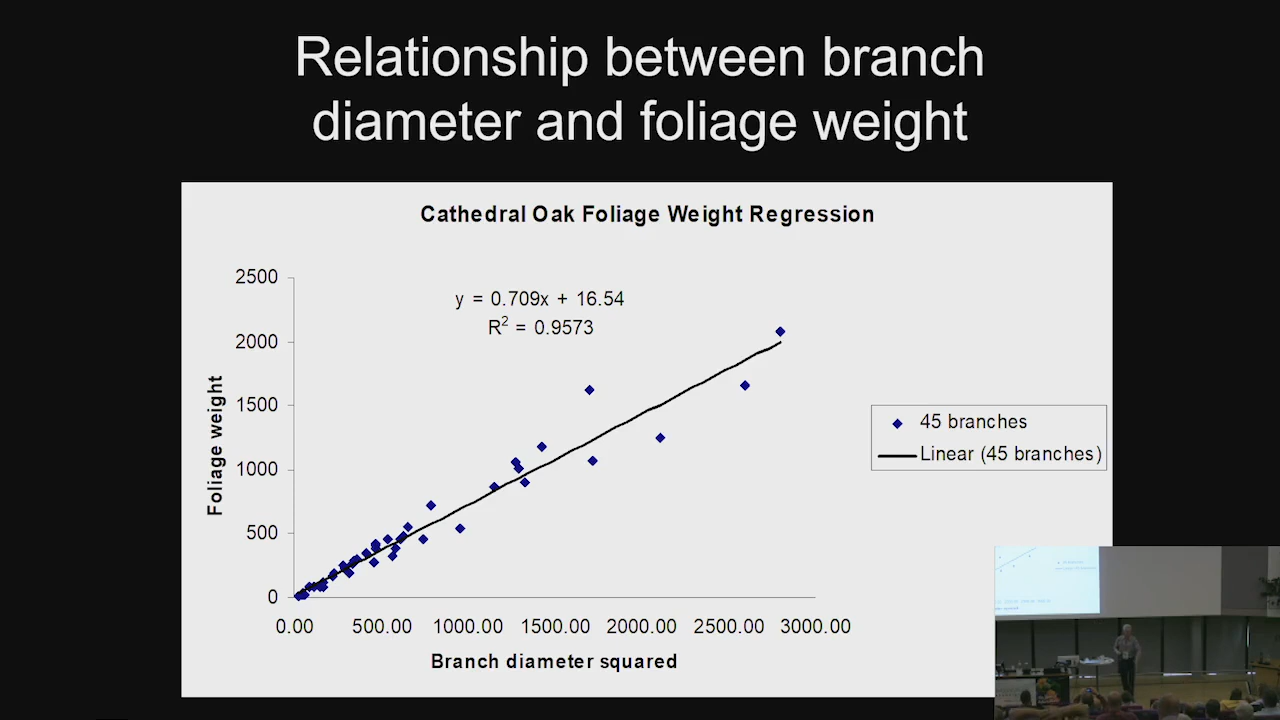 Relationship between branch
diameter and foliage weight
Cathedral Oak Foliage Weight Regression
y = 0.709x + 16.54
R² = 0.9573
2500
2000
1500
1000
500
0
Foliage weight
0.00 500.00 1000.00 1500.00 2000.00 2500.00 3000.00
Branch diameter squared
45 branches
Linear (45 branches)